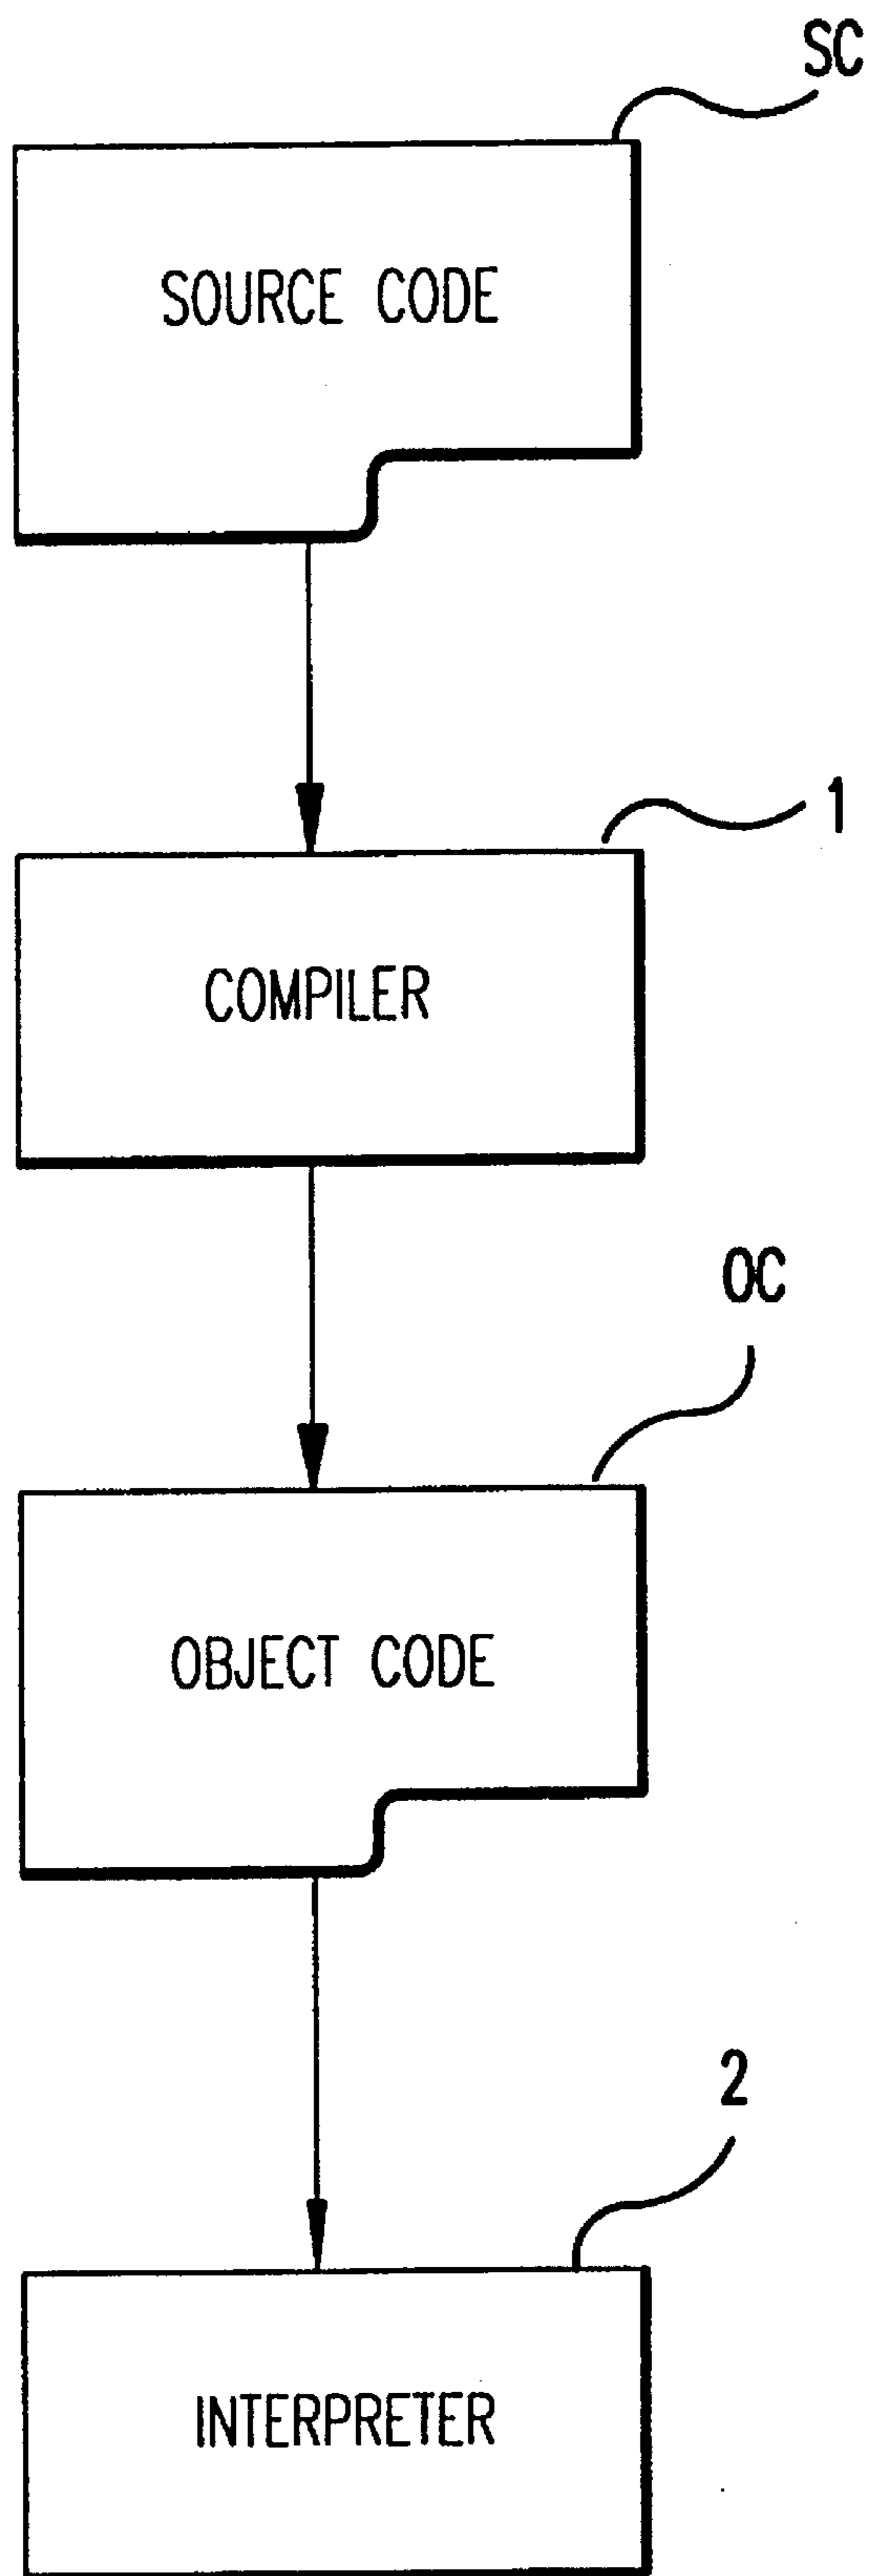 SC
SOURCE CODE
1
COMPILER
OC
OBJECT CODE
2
INTERPRETER